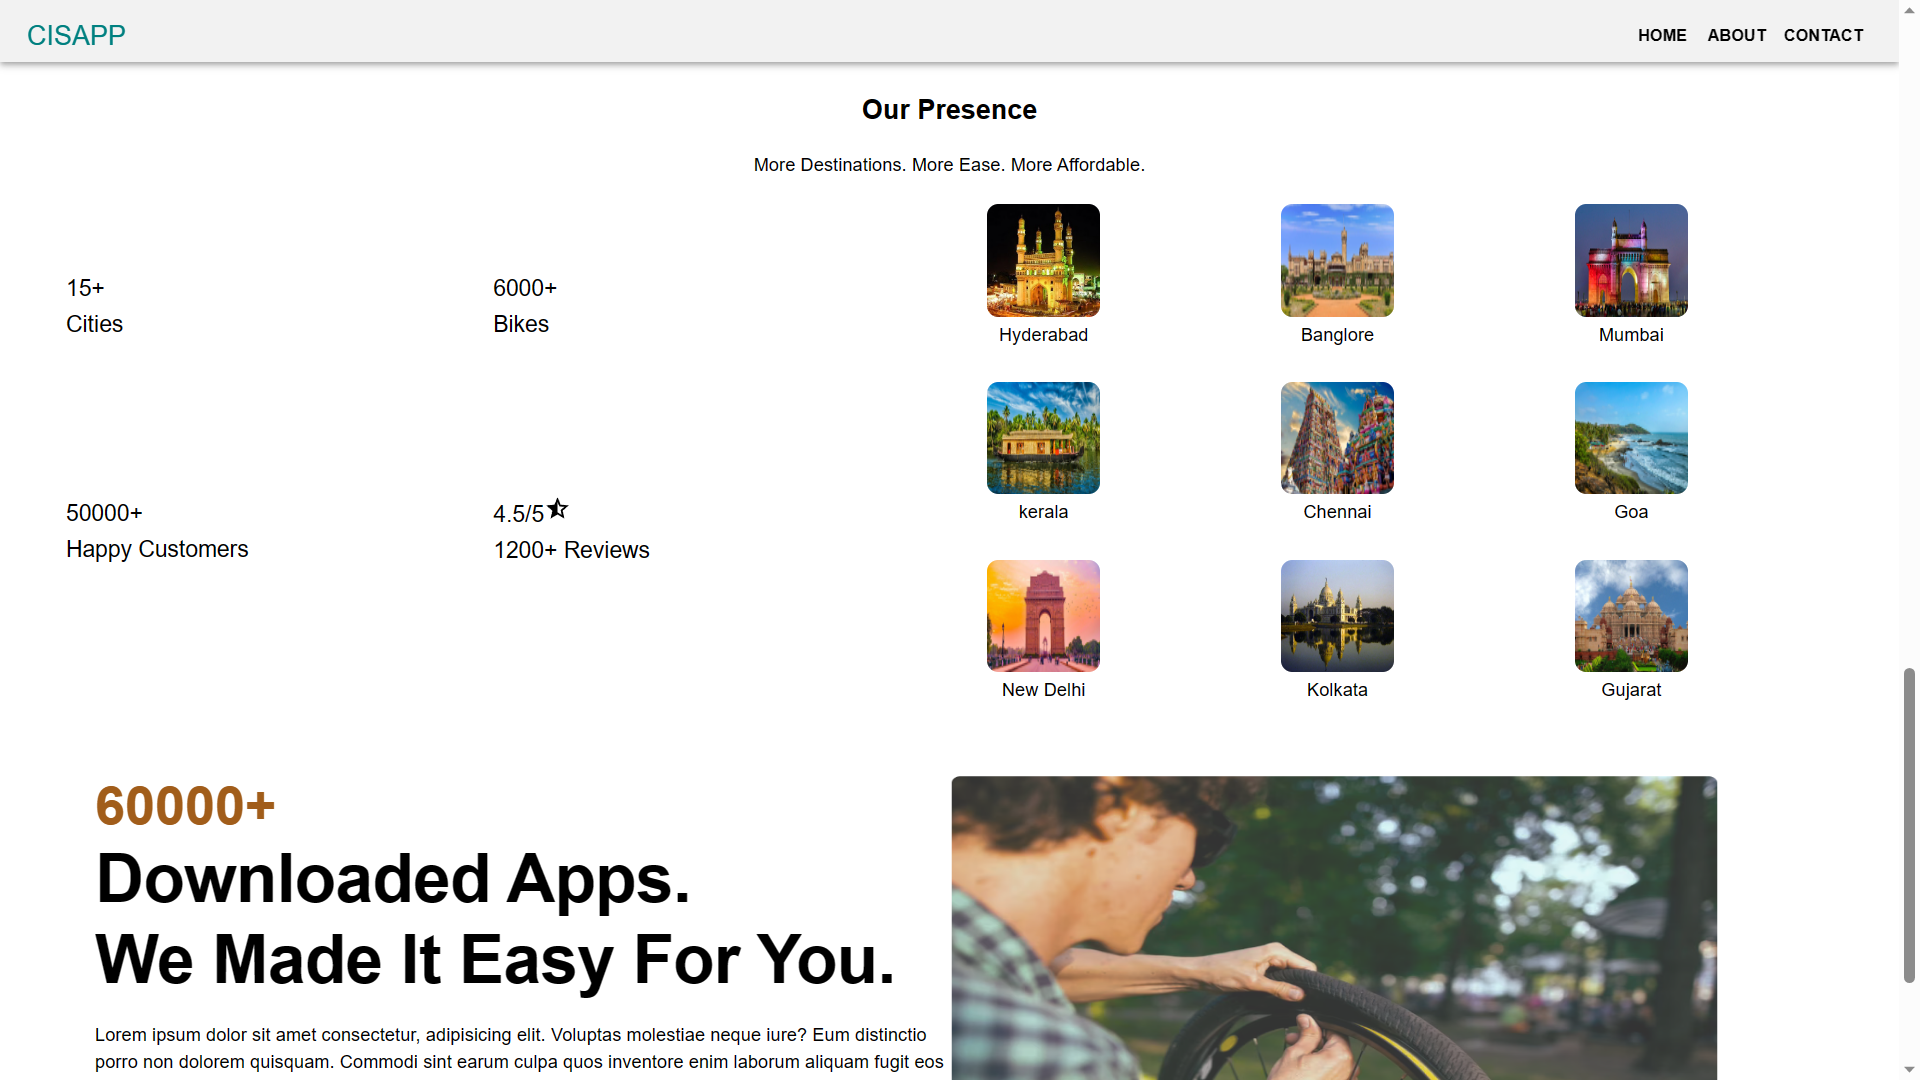 CISAPP
HOME ABOUT CONTACT
Our Presence
More Destinations. More Ease. More Affordable.
15+
Cities
6000+
Bikes
50000+
Happy Customers
4.5/5
1200+ Reviews
Hyderabad
Banglore
Mumbai
kerala
Chennai
Goa
New Delhi
Kolkata
Gujarat
60000+
Downloaded Apps.
We Made It Easy For You.
Lorem ipsum dolor sit amet consectetur, adipisicing elit. Voluptas molestiae neque iure? Eum distinctio
porro non dolorem quisquam. Commodi sint earum culpa quos inventore enim laborum aliquam fugit eos